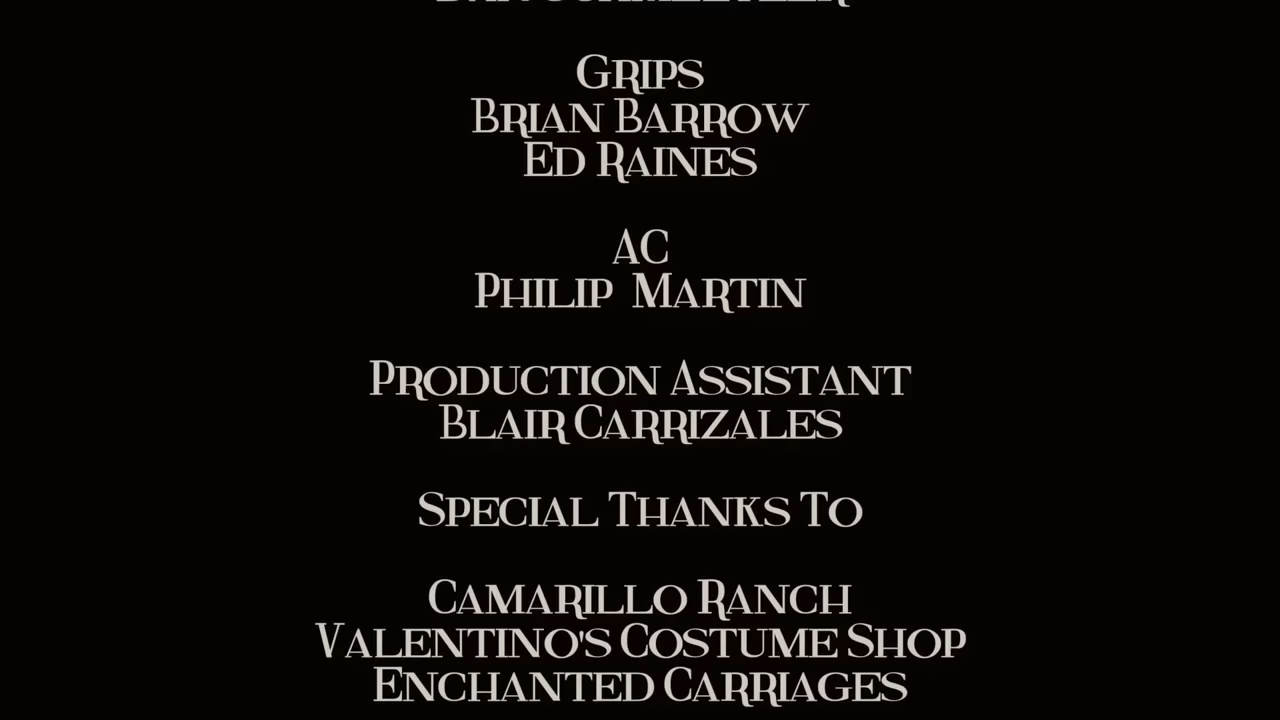 Grips
Brian Barrow
Ed Raines
AC
Philip Martin
Production Assistant
Blair Carrizales
Special Thanks To
Camarillo Ranch
Valentino's Costume Shop
Enchanted Carriages